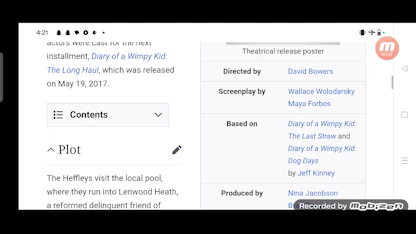 4:21
actors were cast for the next
installment, Diary of a Wimpy Kid:
The Long Haul, which was released
on May 19, 2017.
Contents
Plot
The Heffleys visit the local pool,
where they run into Lenwood Heath,
a reformed delinquent friend of
Theatrical release poster
Directed by David Bowers
Screenplay by Wallace Wolodarsky
Maya Forbes
Based on Diary of a Wimpy Kid:
The Last Straw and
Diary of a Wimpy Kid:
Dog Days
by Jeff Kinney
Produced by Nina Jacobson
Recorded by Mobizen